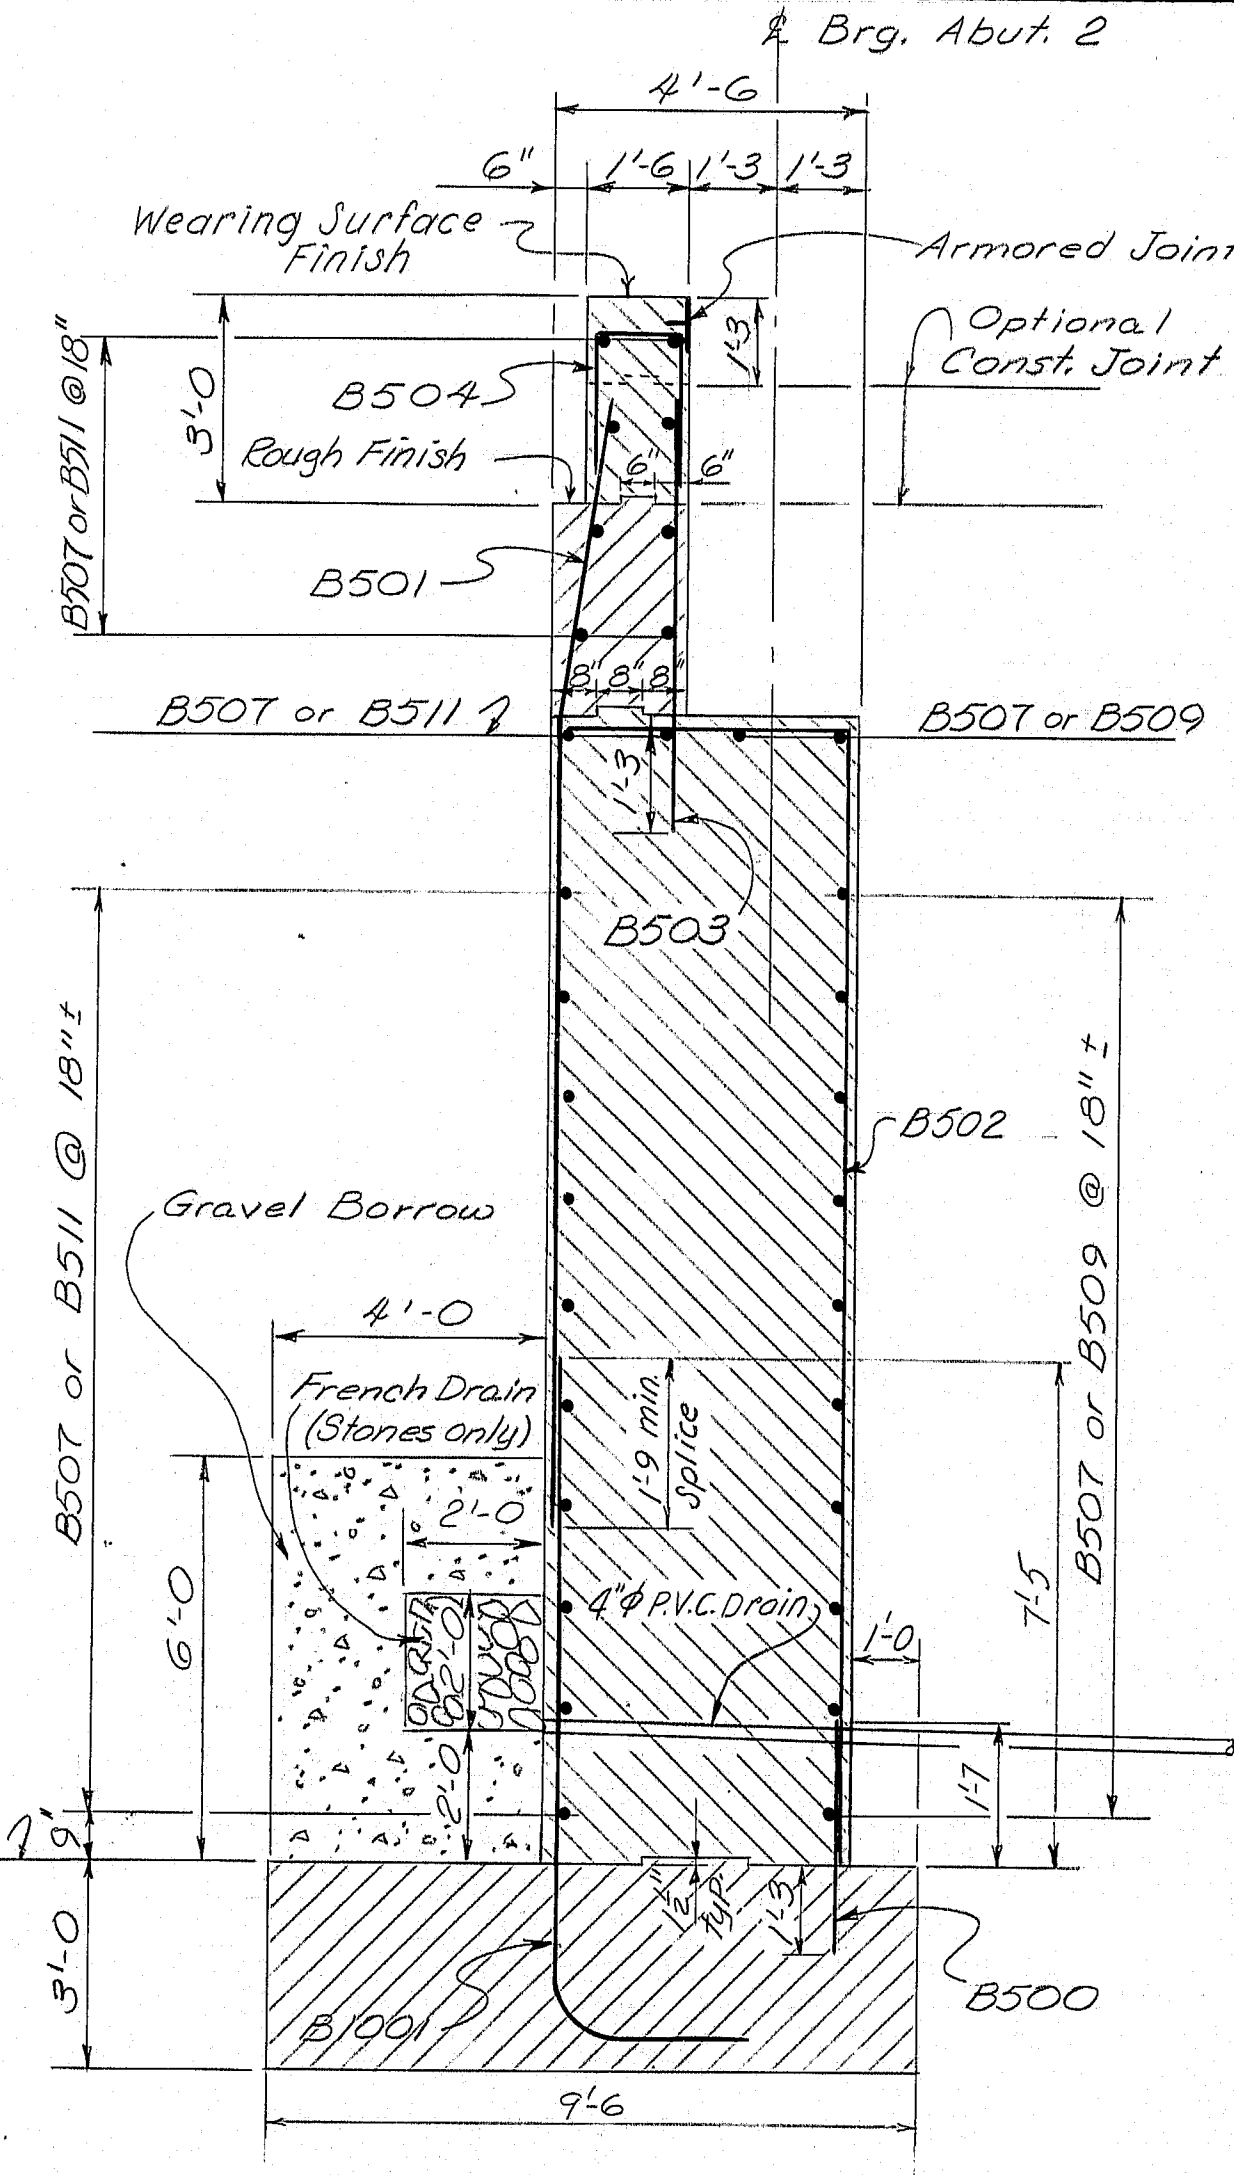 ℄ Brg. Abut. 2
4'-6
6"
1'-6
1'-3
1'-3
Wearing Surface
Finish
Armored Joint
Optional
Const. Joint
1'-3
3'-0
B507 or B511 @ 18"
B504
Rough Finish
6"
6"
B501
8"
8"
8"
B507 or B511
B507 or B509
1'-3
B503
B507 or B511 @ 18"±
B507 or B509 @ 18"±
B502
Gravel Borrow
4'-0
French Drain
(Stones only)
1'-9 min.
Splice
2'-0
4"φ P.V.C. Drain
6'-0
2'-0
7'-5
1'-0
2'-0
1'-7
9"
1½"
typ.
1'-3
3'-0
B1001
B500
9'-6